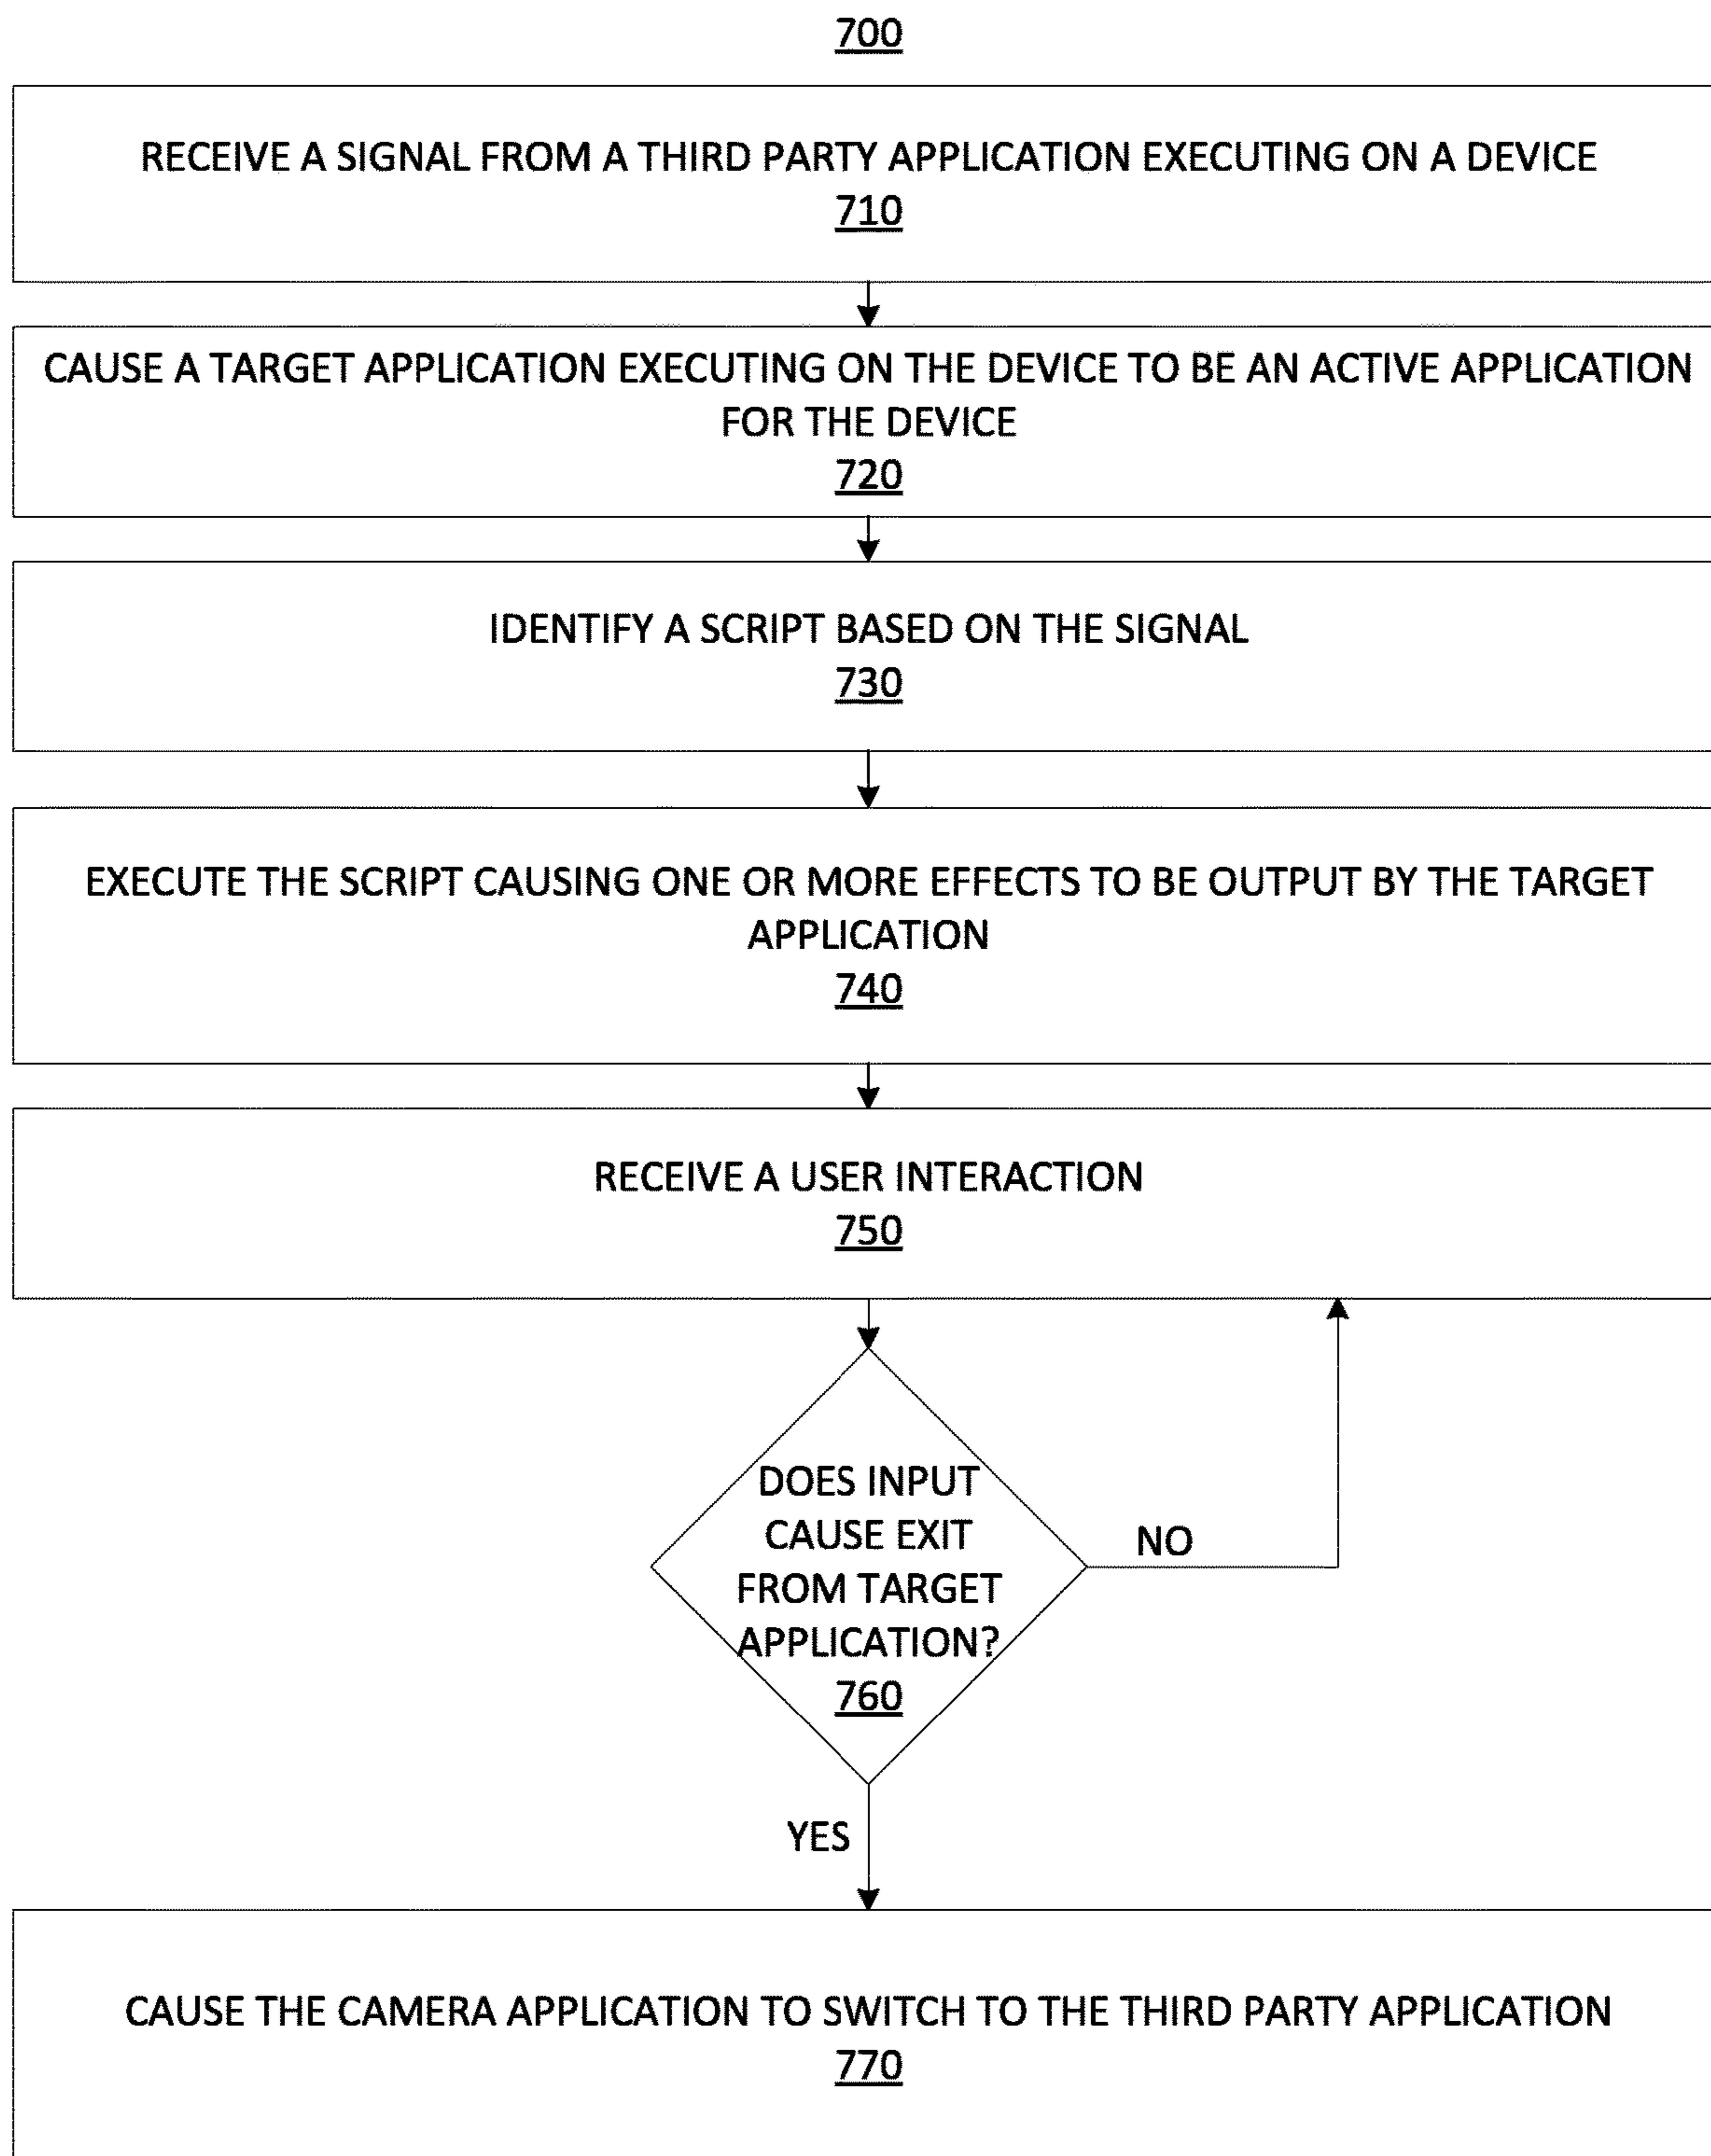 700
RECEIVE A SIGNAL FROM A THIRD PARTY APPLICATION EXECUTING ON A DEVICE
710
CAUSE A TARGET APPLICATION EXECUTING ON THE DEVICE TO BE AN ACTIVE APPLICATION
FOR THE DEVICE
720
IDENTIFY A SCRIPT BASED ON THE SIGNAL
730
EXECUTE THE SCRIPT CAUSING ONE OR MORE EFFECTS TO BE OUTPUT BY THE TARGET
APPLICATION
740
RECEIVE A USER INTERACTION
750
DOES INPUT
CAUSE EXIT
FROM TARGET
APPLICATION?
760
NO
YES
CAUSE THE CAMERA APPLICATION TO SWITCH TO THE THIRD PARTY APPLICATION
770